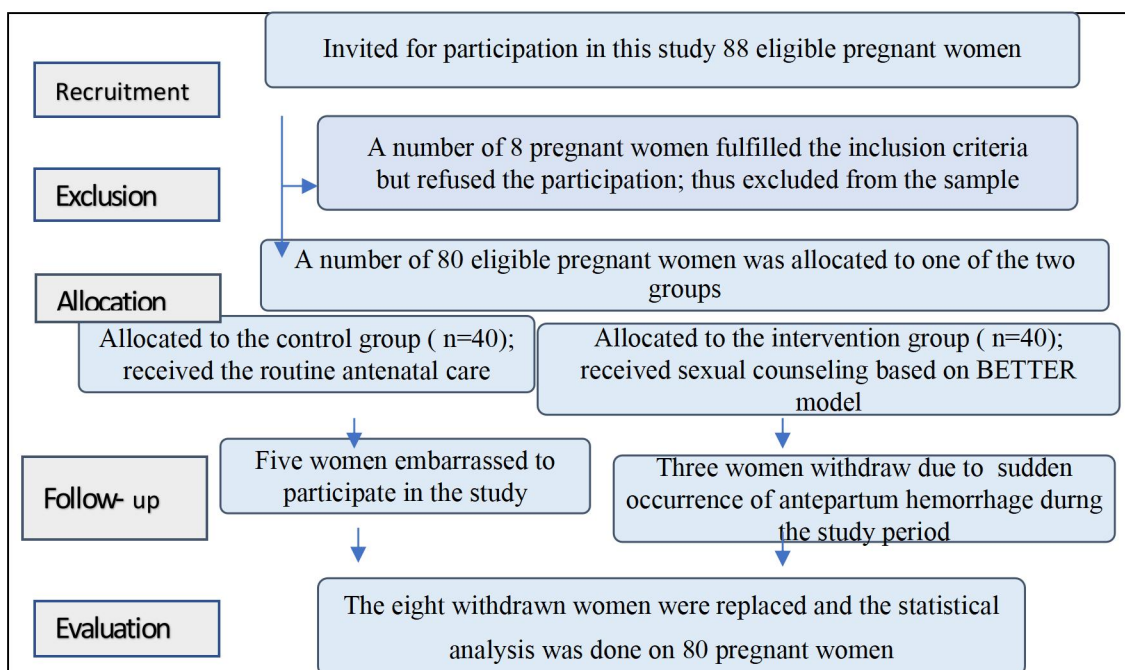 Invited for participation in this study 88 eligible pregnant women
Recruitment
A number of 8 pregnant women fulfilled the inclusion criteria
but refused the participation; thus excluded from the sample
Exclusion
A number of 80 eligible pregnant women was allocated to one of the two
groups
Allocation
Allocated to the control group ( n=40);
received the routine antenatal care
Allocated to the intervention group ( n=40);
received sexual counseling based on BETTER
model
Five women embarrassed to
participate in the study
Three women withdraw due to sudden
occurrence of antepartum hemorrhage durng
the study period
Follow- up
The eight withdrawn women were replaced and the statistical
analysis was done on 80 pregnant women
Evaluation